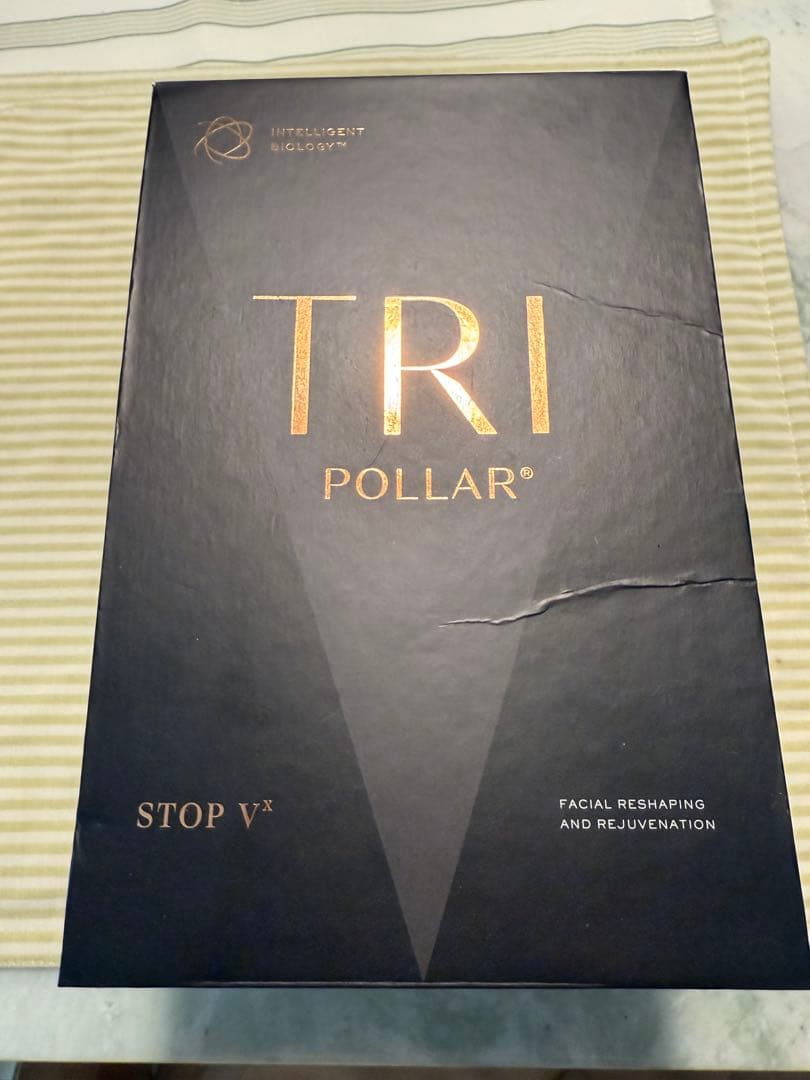 INTELLIGENT
BIOLOGY™
TRI
POLLAR®
STOP Vˣ
FACIAL RESHAPING
AND REJUVENATION